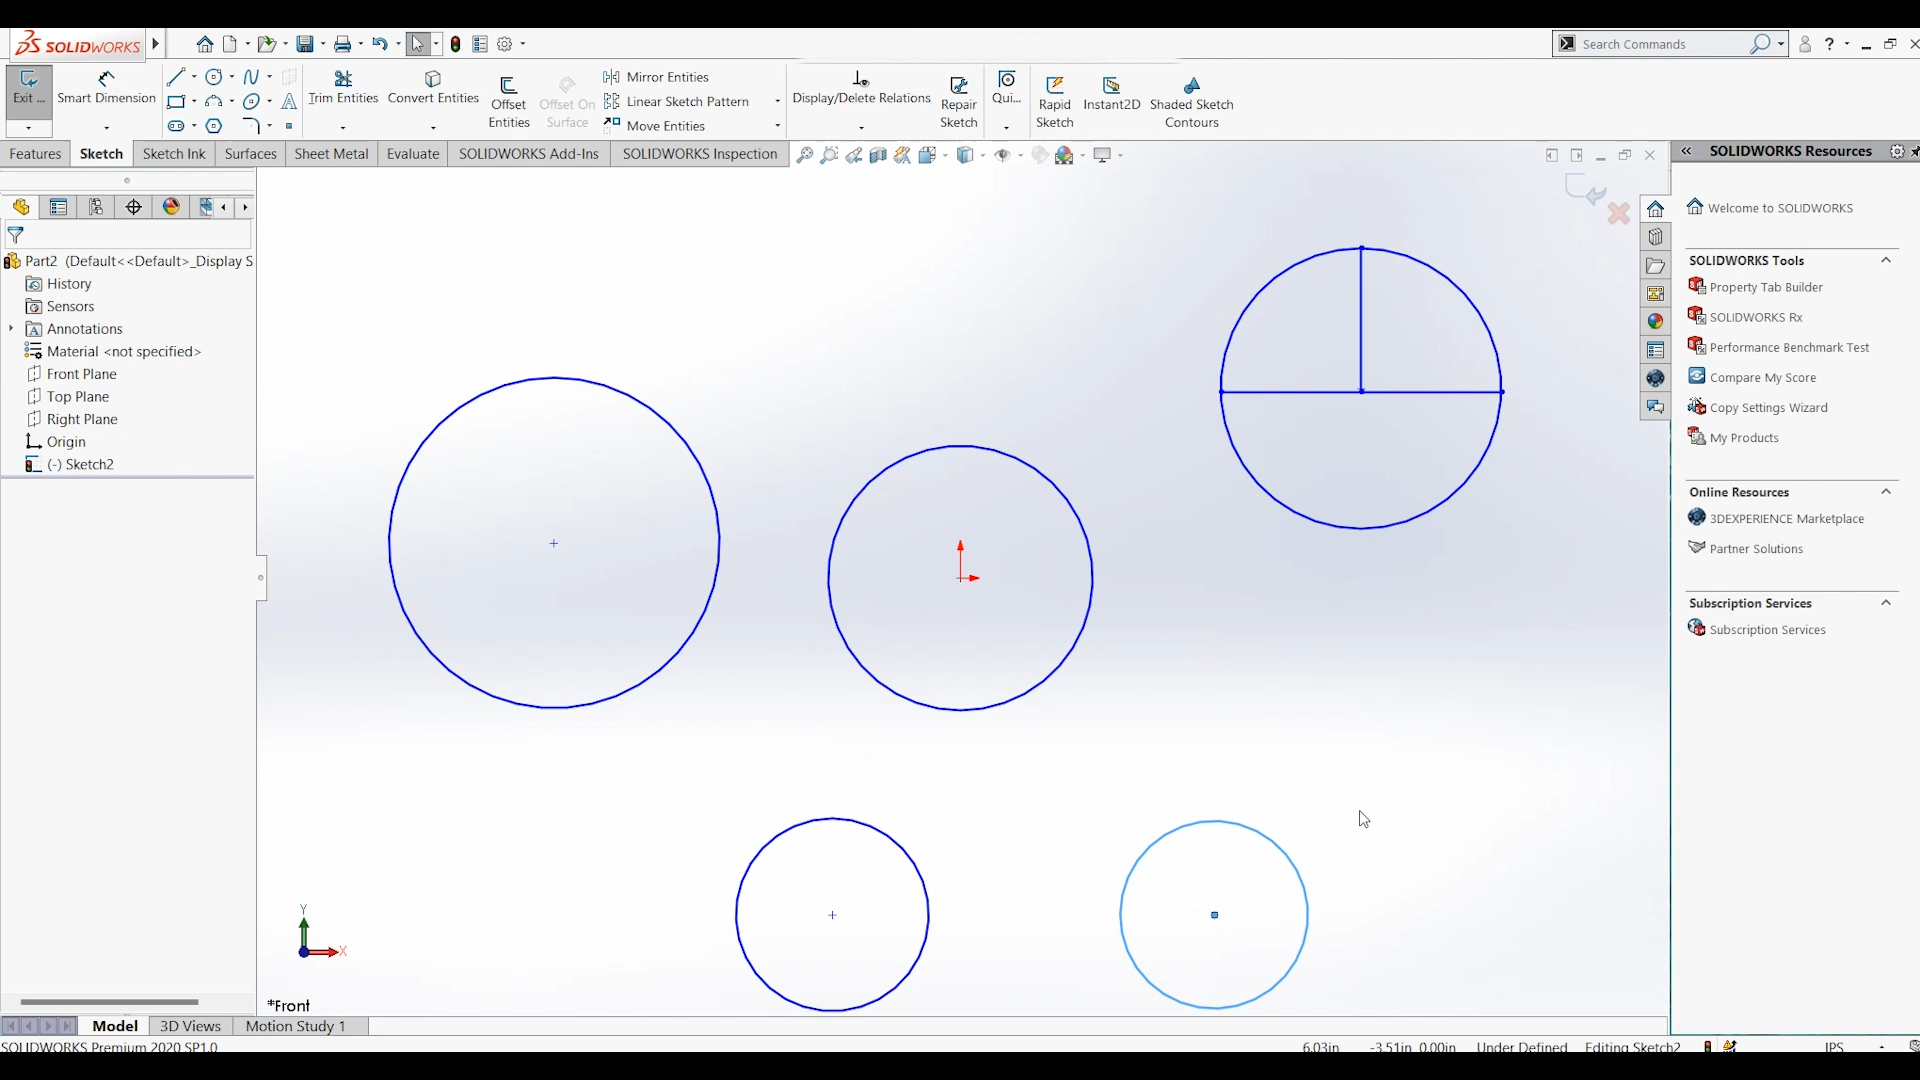 SOLIDWORKS
Search Commands
?
Exit ...
Smart Dimension
Trim Entities
Convert Entities
Offset Entities
Offset On Surface
Mirror Entities
Linear Sketch Pattern
Move Entities
Display/Delete Relations
Repair Sketch
Qui...
Rapid Sketch
Instant2D
Shaded Sketch Contours
Features
Sketch
Sketch Ink
Surfaces
Sheet Metal
Evaluate
SOLIDWORKS Add-Ins
SOLIDWORKS Inspection
Part2 (Default<<Default>_Display S
History
Sensors
Annotations
Material <not specified>
Front Plane
Top Plane
Right Plane
Origin
(-) Sketch2
Y
X
*Front
SOLIDWORKS Resources
Welcome to SOLIDWORKS
SOLIDWORKS Tools
Property Tab Builder
SOLIDWORKS Rx
Performance Benchmark Test
Compare My Score
Copy Settings Wizard
My Products
Online Resources
3DEXPERIENCE Marketplace
Partner Solutions
Subscription Services
Subscription Services
Model
3D Views
Motion Study 1
SOLIDWORKS Premium 2020 SP1.0
6.03in
-3.51in
0.00in
Under Defined
Editing Sketch2
IPS